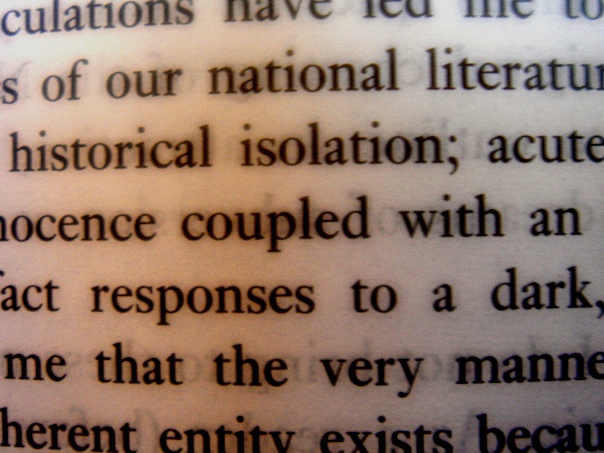 culations have led me to
s of our national literatur
historical isolation; acute
nocence coupled with an
fact responses to a dark,
me that the very manne
herent entity exists becau